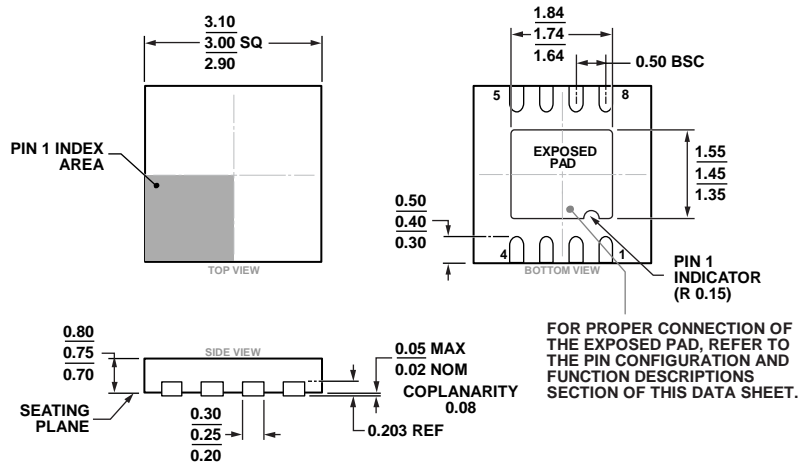 3.10
3.00 SQ
2.90
PIN 1 INDEX
AREA
TOP VIEW
1.84
1.74
1.64
0.50 BSC
5
8
EXPOSED
PAD
1.55
1.45
1.35
0.50
0.40
0.30
4
1
BOTTOM VIEW
PIN 1
INDICATOR
(R 0.15)
FOR PROPER CONNECTION OF
THE EXPOSED PAD, REFER TO
THE PIN CONFIGURATION AND
FUNCTION DESCRIPTIONS
SECTION OF THIS DATA SHEET.
0.80
0.75
0.70
SIDE VIEW
SEATING
PLANE
0.30
0.25
0.20
0.05 MAX
0.02 NOM
COPLANARITY
0.08
0.203 REF